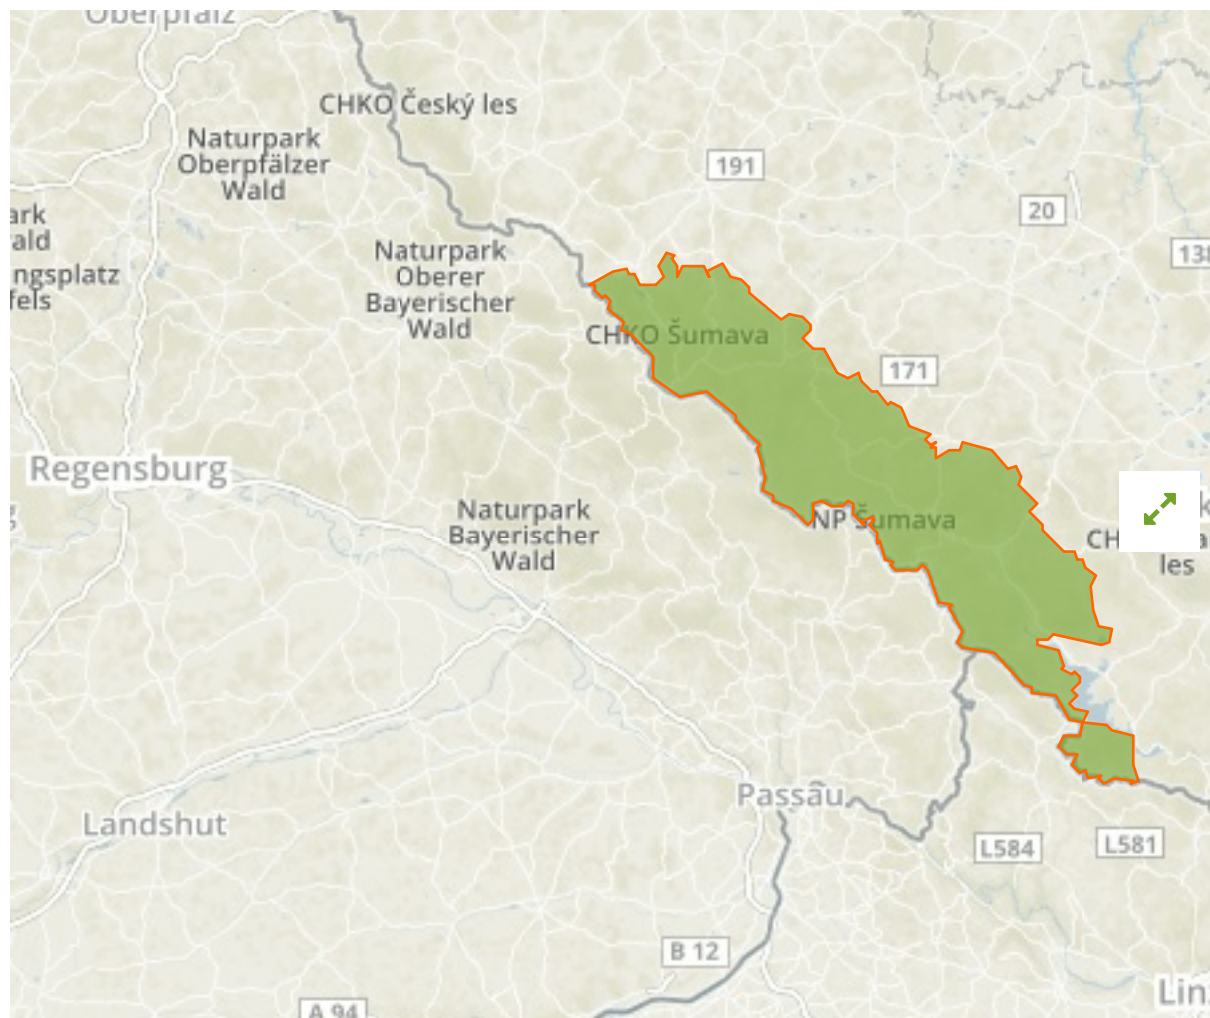 Oberpfalz
CHKO Český les
Naturpark
Oberpfälzer
Wald
191
20
ark
ald
138
Naturpark
Oberer
Bayerischer
Wald
ngsplatz
fels
CHKO Šumava
171
Regensburg
Naturpark
Bayerischer
Wald
NP Šumava
CH
les
Passau
Landshut
L584
L581
B 12
Linz
A 94